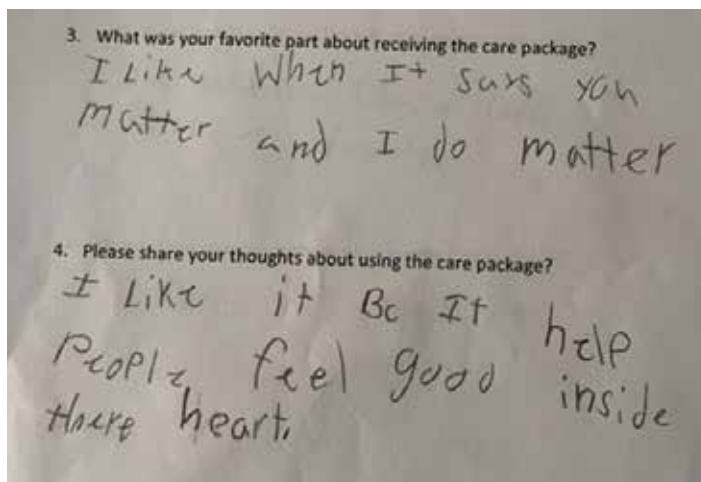 3. What was your favorite part about receiving the care package?
I Like When It says you
matter and I do matter
4. Please share your thoughts about using the care package?
I Like it Bc It help
People feel good inside
there heart.